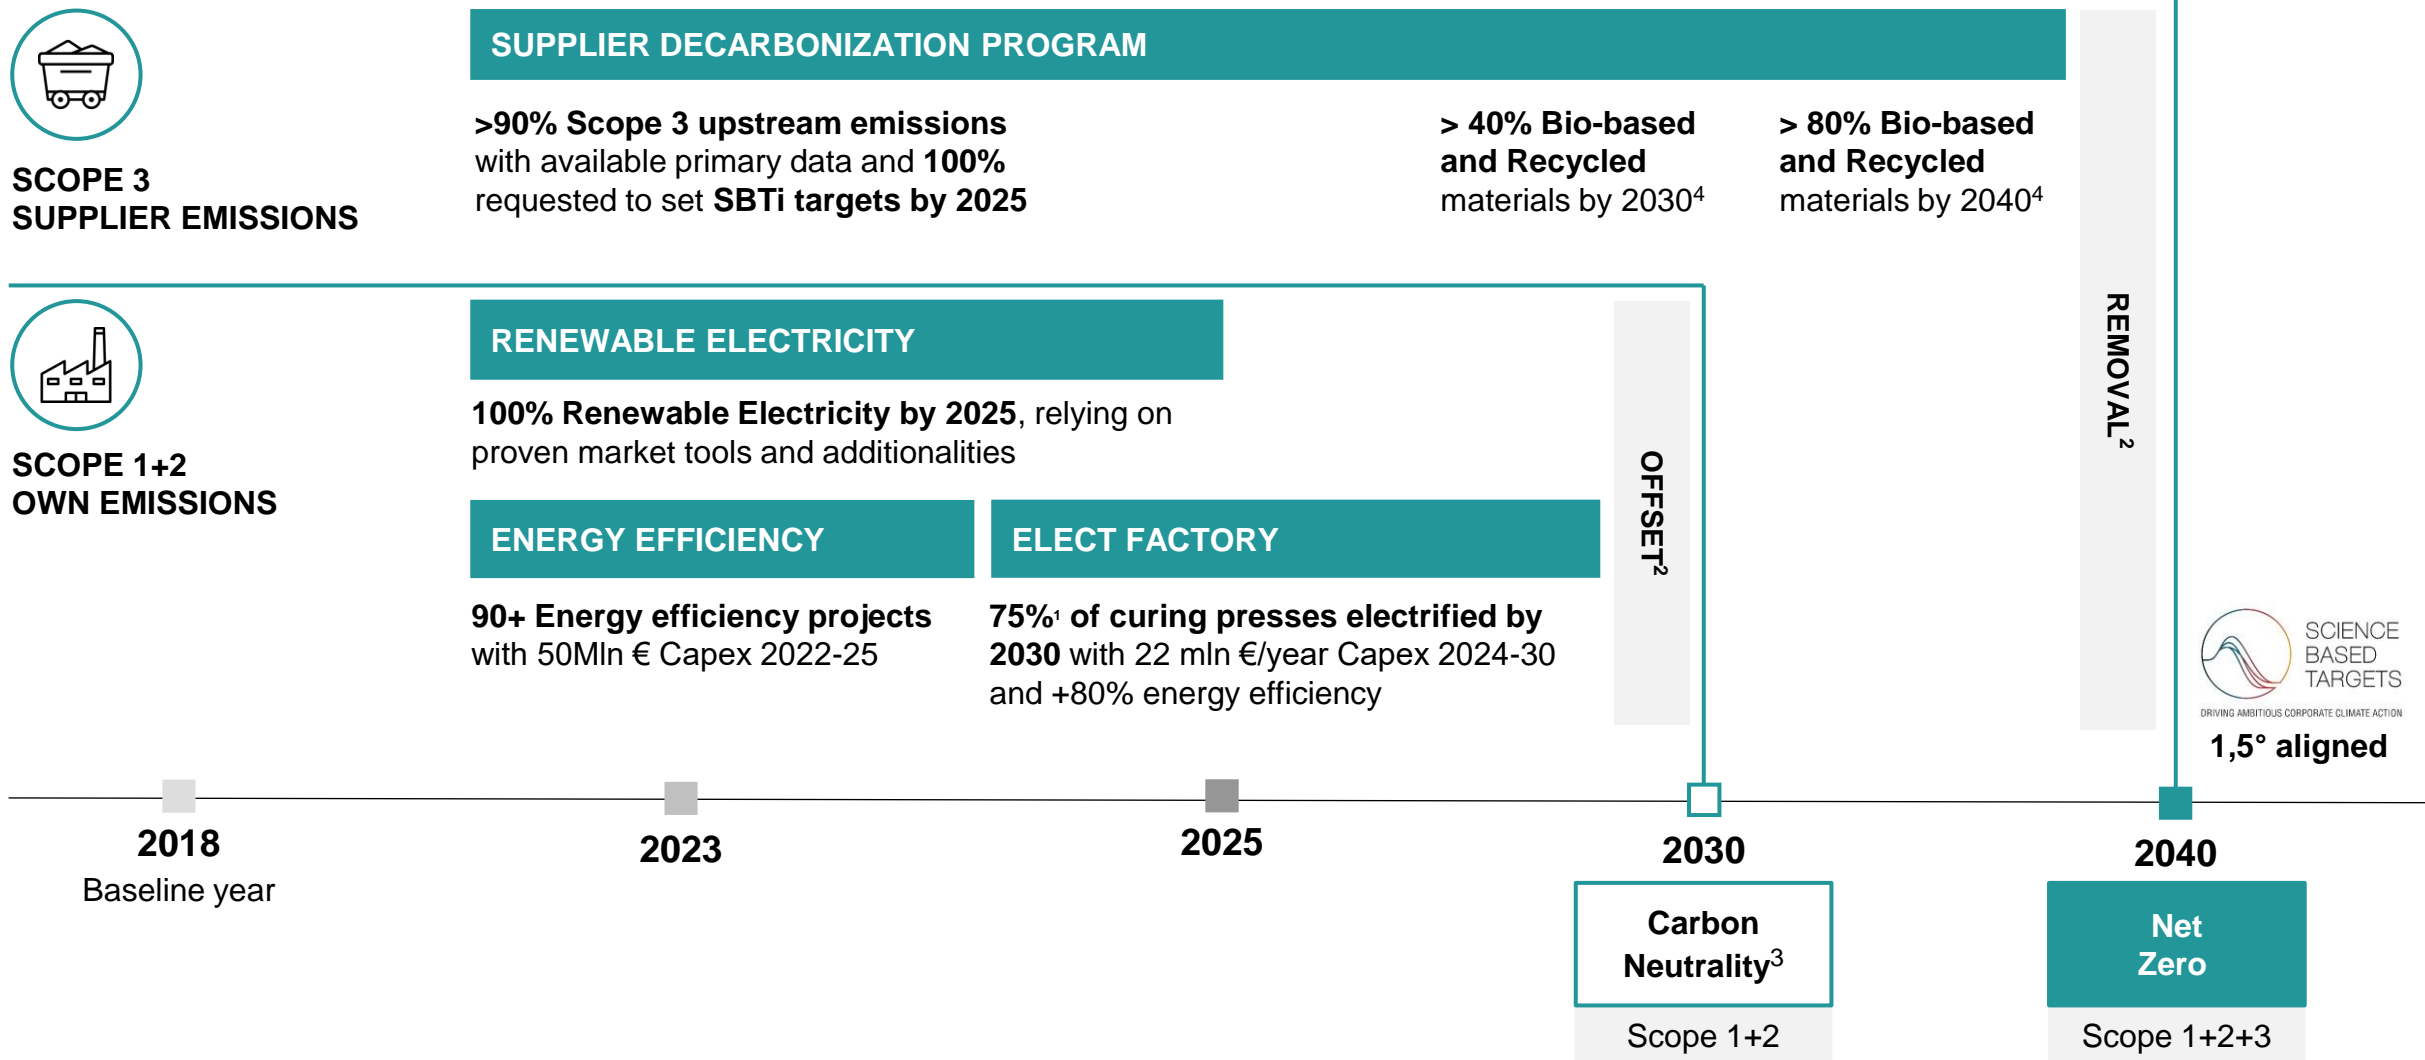 SUPPLIER DECARBONIZATION PROGRAM
SCOPE 3
SUPPLIER EMISSIONS
>90% Scope 3 upstream emissions
with available primary data and 100%
requested to set SBTi targets by 2025
> 40% Bio-based
and Recycled
materials by 2030⁴
> 80% Bio-based
and Recycled
materials by 2040⁴
REMOVAL²
SCOPE 1+2
OWN EMISSIONS
RENEWABLE ELECTRICITY
100% Renewable Electricity by 2025, relying on
proven market tools and additionalities
ENERGY EFFICIENCY
90+ Energy efficiency projects
with 50Mln € Capex 2022-25
ELECT FACTORY
75%¹ of curing presses electrified by
2030 with 22 mln €/year Capex 2024-30
and +80% energy efficiency
OFFSET²
SCIENCE
BASED
TARGETS
DRIVING AMBITIOUS CORPORATE CLIMATE ACTION
1,5° aligned
2018
Baseline year
2023
2025
2030
Carbon
Neutrality³
Scope 1+2
2040
Net
Zero
Scope 1+2+3